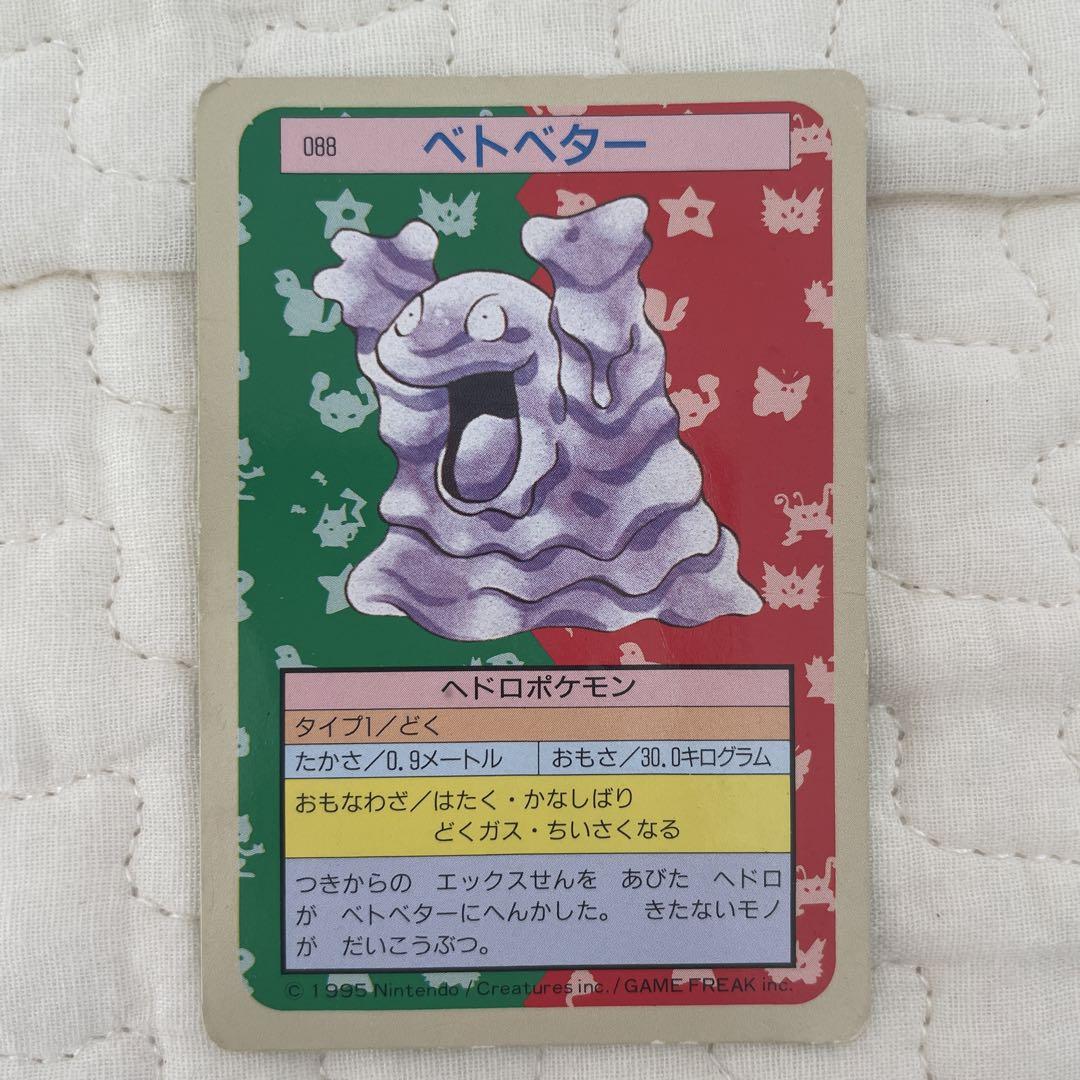 088 ベトベター
ヘドロポケモン
タイプ1／どく
たかさ／0.9メートル おもさ／30.0キログラム
おもなわざ／はたく・かなしばり
どくガス・ちいさくなる
つきからの エックスせんを あびた ヘドロ
が ベトベターにへんかした。 きたないモノ
が だいこうぶつ。
© 1995 Nintendo / Creatures inc. / GAME FREAK inc.